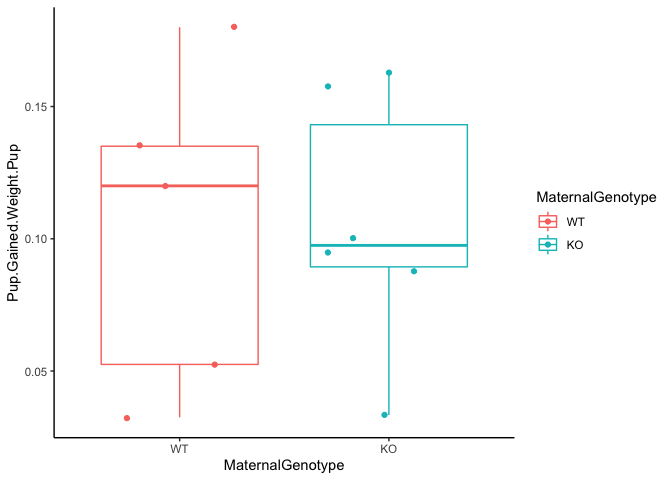 Pup.Gained.Weight.Pup
0.15
0.10
0.05
WT
KO
MaternalGenotype
MaternalGenotype
WT
KO